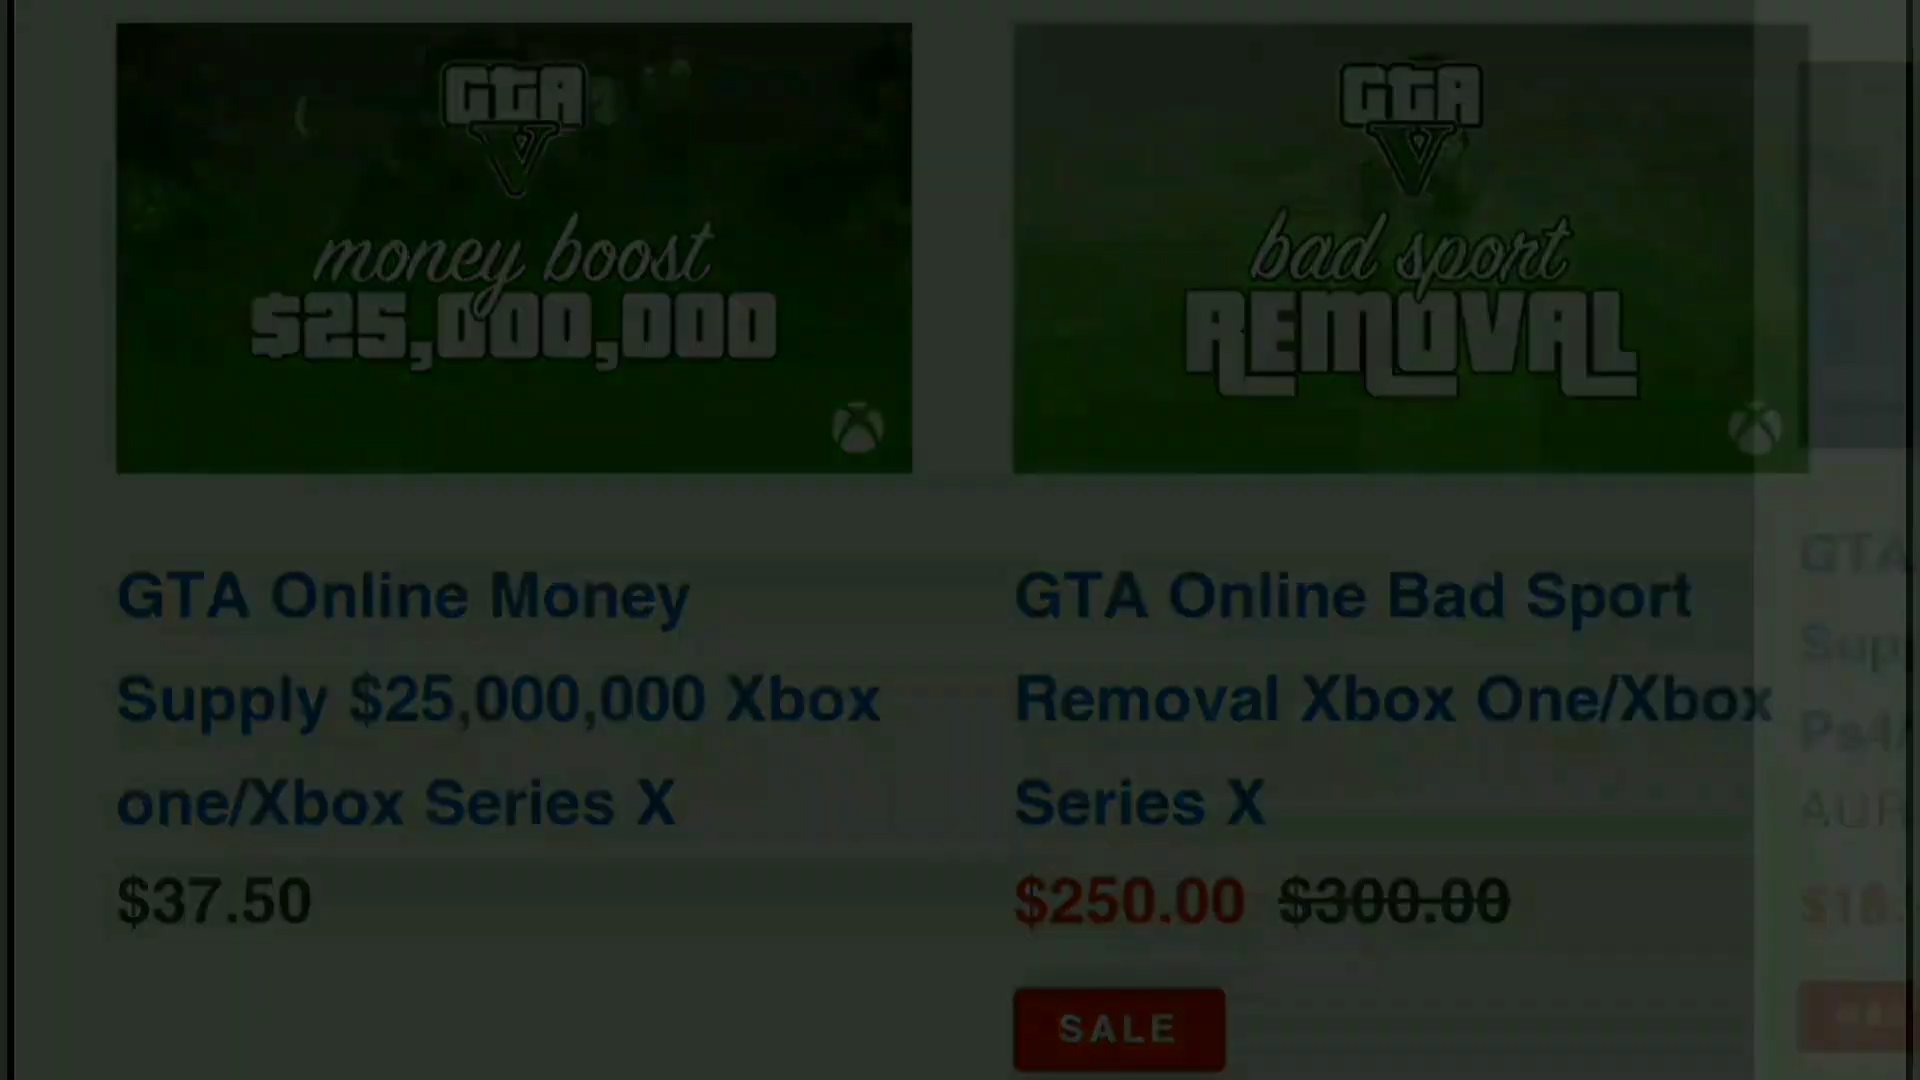 GTA
V
money boost
$25,000,000
GTA Online Money
Supply $25,000,000 Xbox
one/Xbox Series X
$37.50
GTA
V
bad sport
REMOVAL
GTA Online Bad Sport
Removal Xbox One/Xbox
Series X
$250.00 $300.00
SALE
GTA